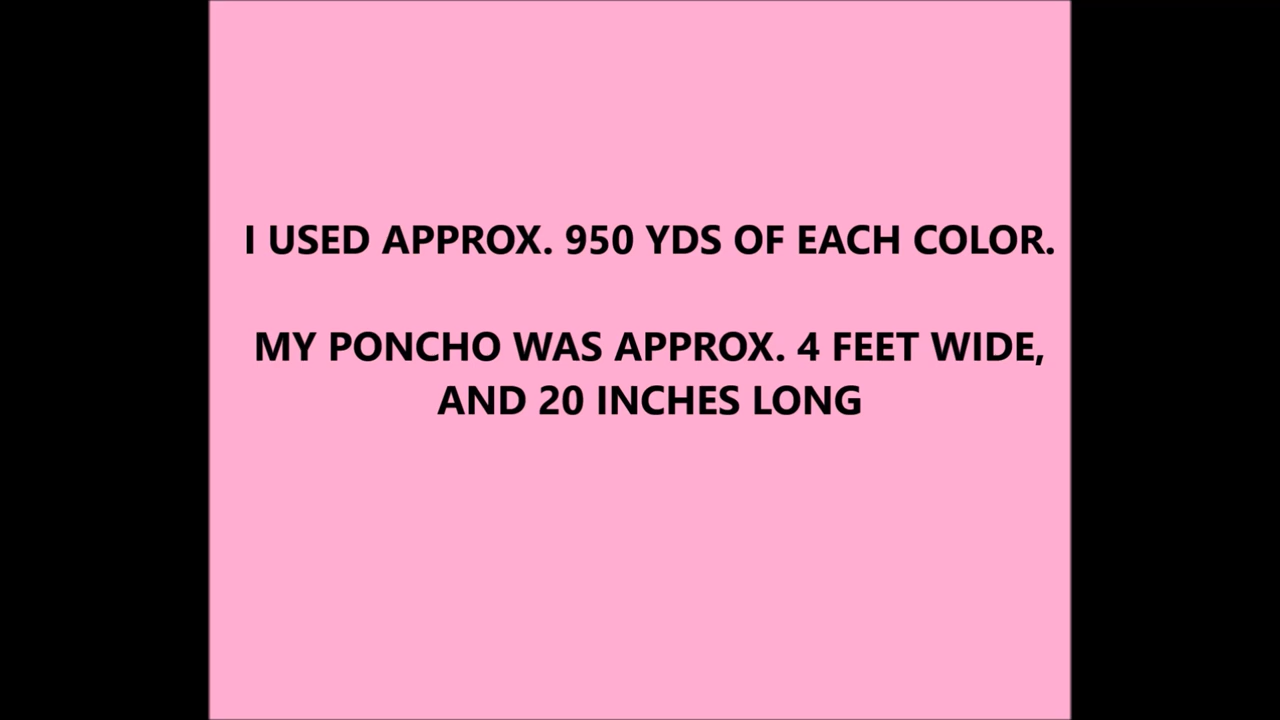 I USED APPROX. 950 YDS OF EACH COLOR.
MY PONCHO WAS APPROX. 4 FEET WIDE,
AND 20 INCHES LONG